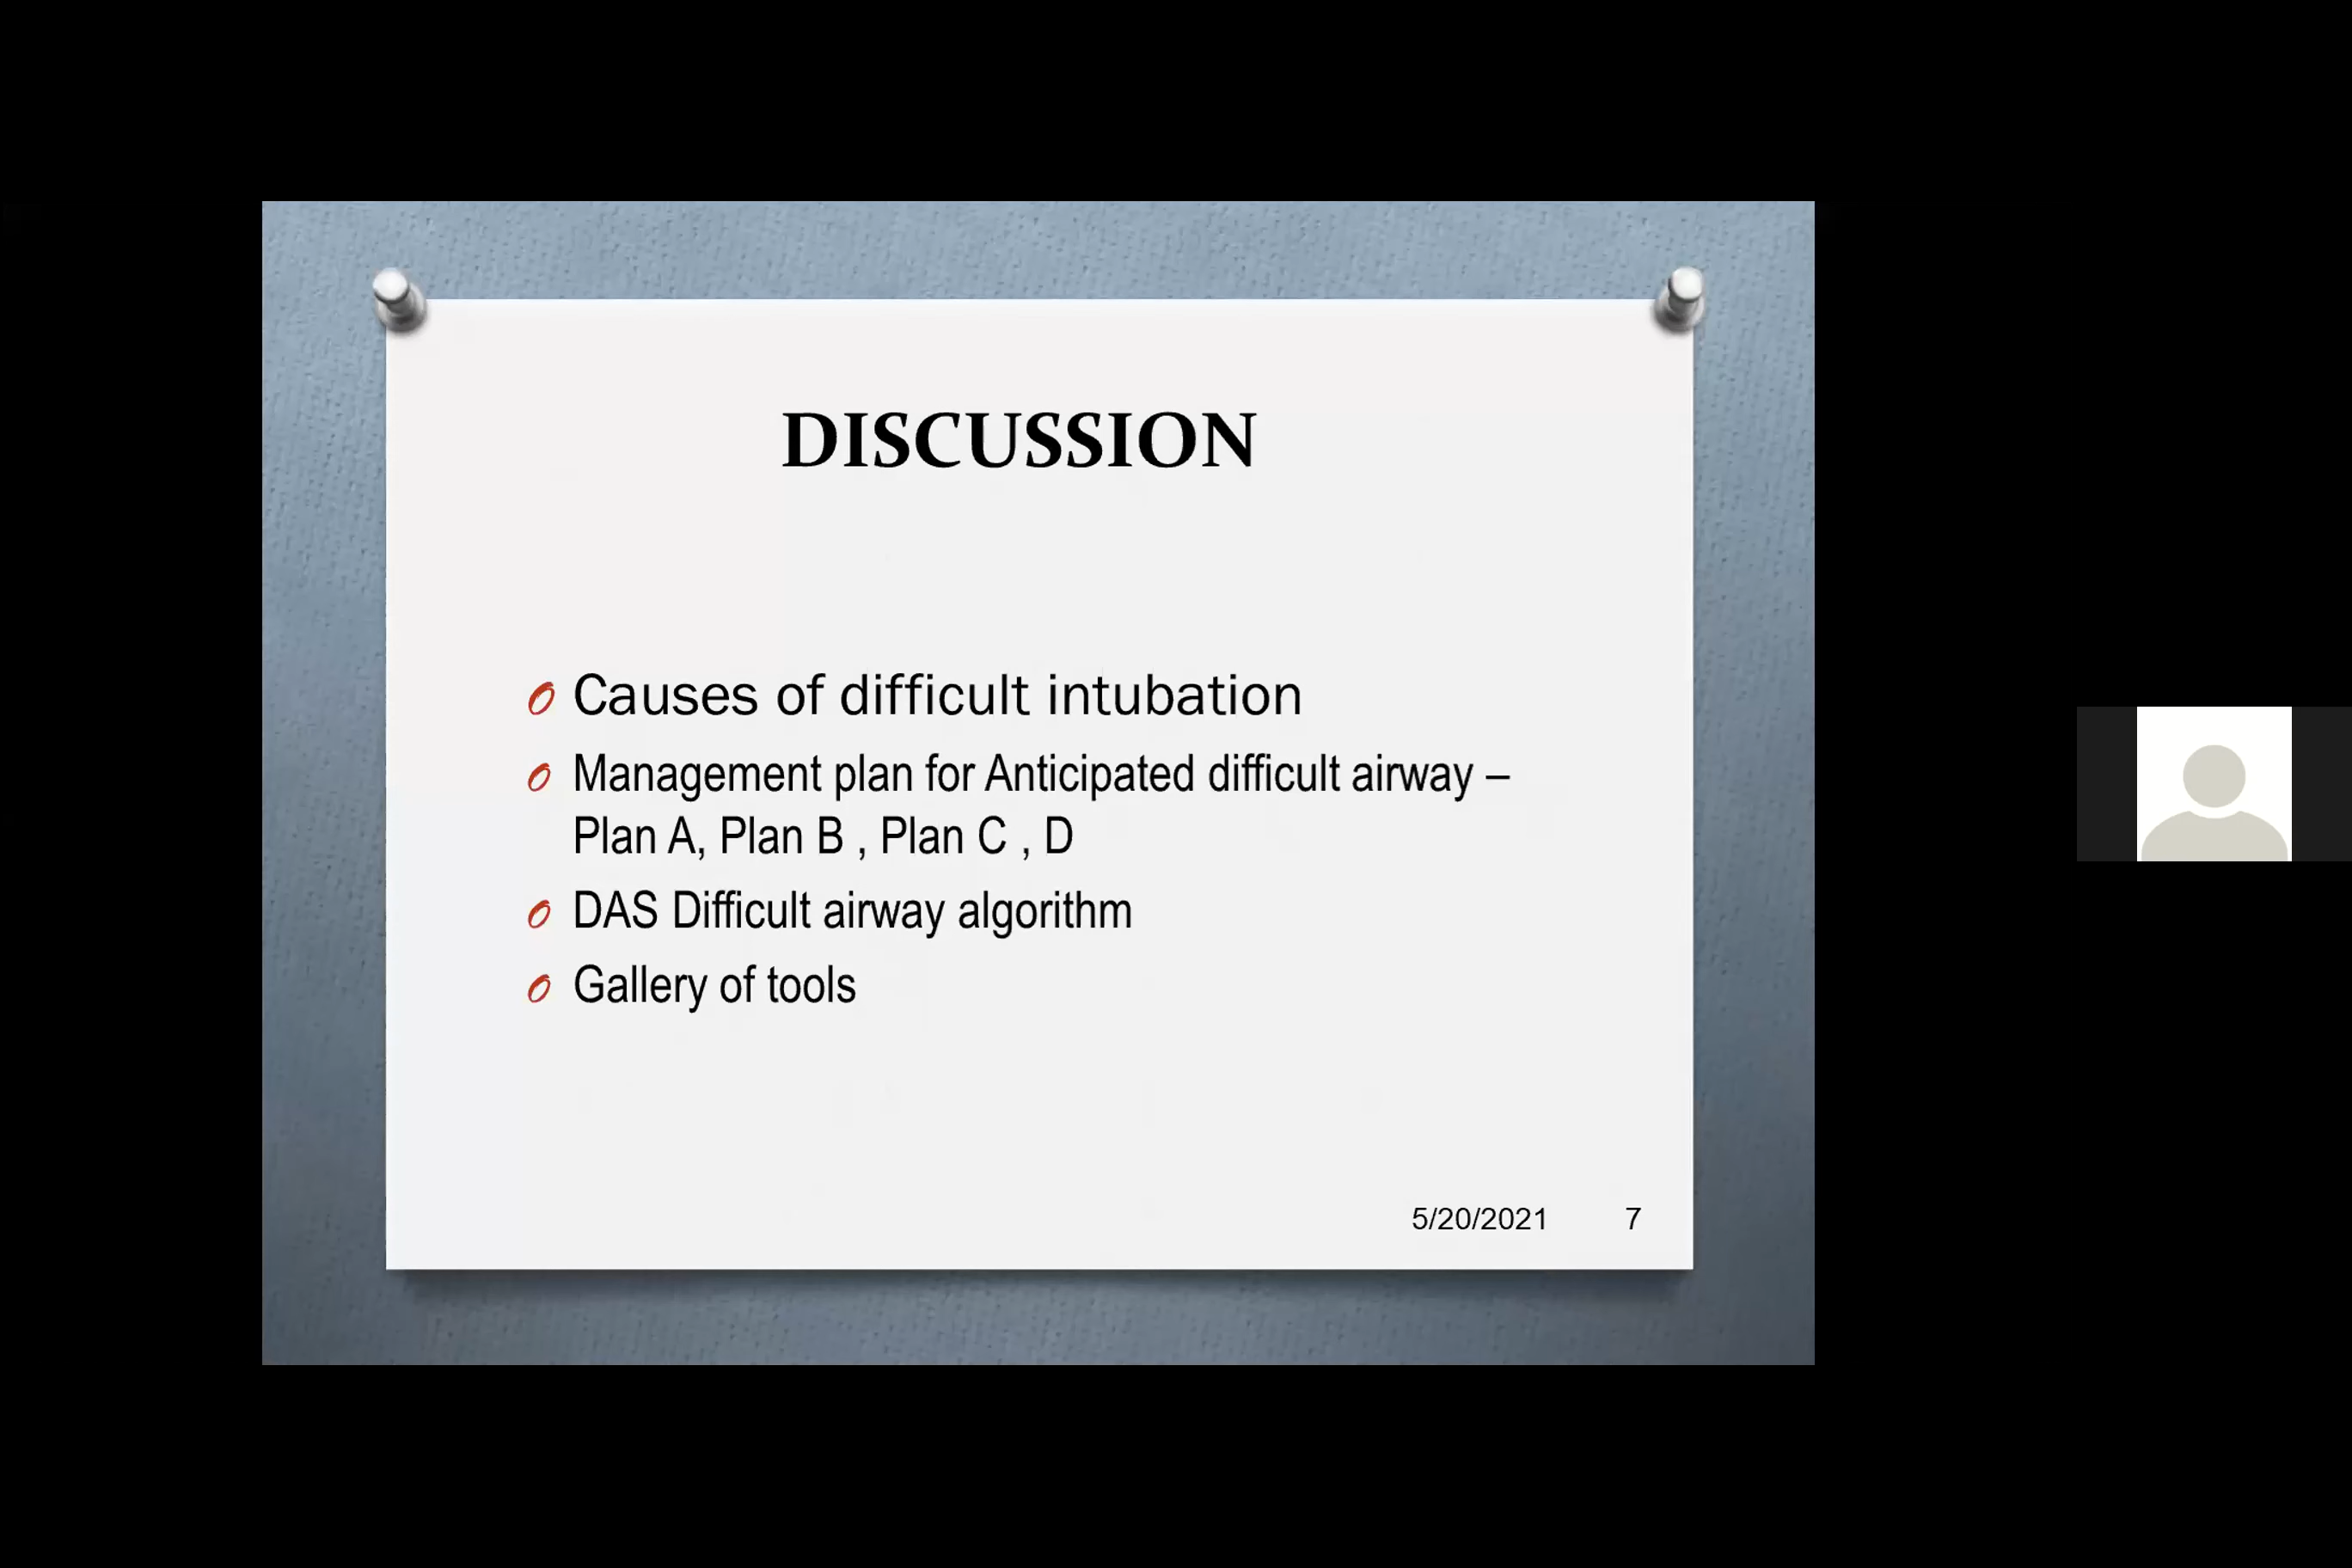 DISCUSSION
Causes of difficult intubation
Management plan for Anticipated difficult airway –
Plan A, Plan B , Plan C , D
DAS Difficult airway algorithm
Gallery of tools
5/20/2021 7